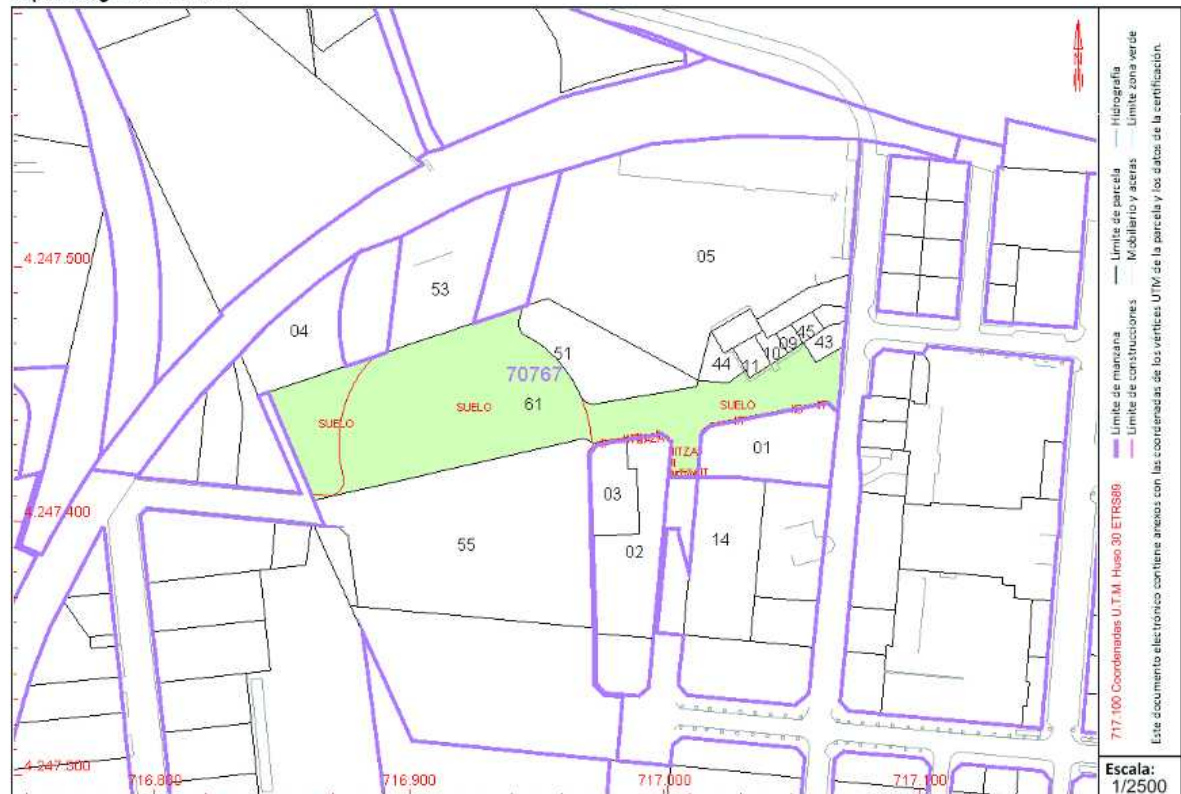 05
4.247.500
53
04
45
09
43
10
11
44
51
70767
61
SUELO
SUELO
SUELO
01
03
02
14
55
4.247.400
4.247.300
716.800
716.900
717.000
717.100
Límite de manzana
Límite de parcela
Hidrografía
Límite de construcciones
Mobiliario y aceras
Límite zona verde
717.100 Coordenadas U.T.M. Huso 30 ETRS89
Este documento electrónico contiene anexos con las coordenadas de los vértices UTM de la parcela y los datos de la certificación.
Escala:
1/2500